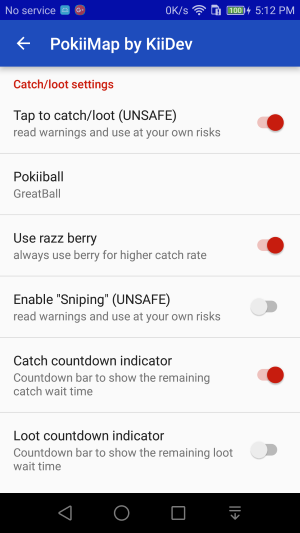 No service 0K/s 100 5:12 PM
PokiiMap by KiiDev
Catch/loot settings
Tap to catch/loot (UNSAFE)
read warnings and use at your own risks
Pokiiball
GreatBall
Use razz berry
always use berry for higher catch rate
Enable "Sniping" (UNSAFE)
read warnings and use at your own risks
Catch countdown indicator
Countdown bar to show the remaining
catch wait time
Loot countdown indicator
Countdown bar to show the remaining loot
wait time